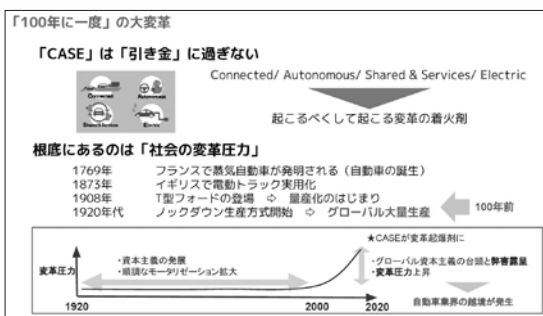 「100年に一度」の大変革
「CASE」は「引き金」に過ぎない
Connected/ Autonomous/ Shared & Services/ Electric
Connected
Autonomous
Shared & Services
Electric
起こるべくして起こる変革の着火剤
根底にあるのは「社会の変革圧力」
1769年 フランスで蒸気自動車が発明される（自動車の誕生）
1873年 イギリスで電動トラック実用化
1908年 T型フォードの登場 ⇨ 量産化のはじまり
1920年代 ノックダウン生産方式開始 ⇨ グローバル大量生産
100年前
★CASEが変革起爆剤に
変革圧力
・資本主義の発展
・順調なモータリゼーション拡大
・グローバル資本主義の台頭と弊害露呈
・変革圧力上昇
1920
2000
2020
自動車業界の越境が発生